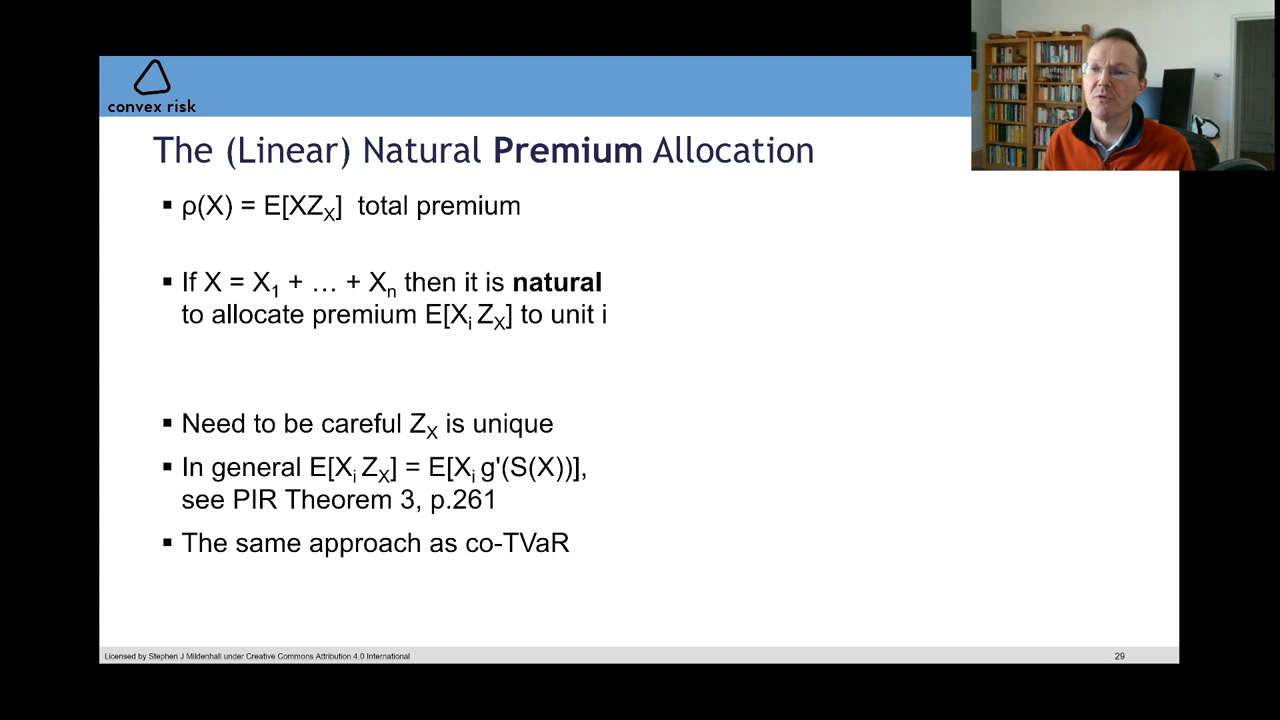 convex risk
The (Linear) Natural Premium Allocation
▪ ρ(X) = E[XZ_X] total premium
▪ If X = X_1 + … + X_n then it is natural
to allocate premium E[X_i Z_X] to unit i
▪ Need to be careful Z_X is unique
▪ In general E[X_i Z_X] = E[X_i g'(S(X))],
see PIR Theorem 3, p.261
▪ The same approach as co-TVaR
Licensed by Stephen J Mildenhall under Creative Commons Attribution 4.0 International
29